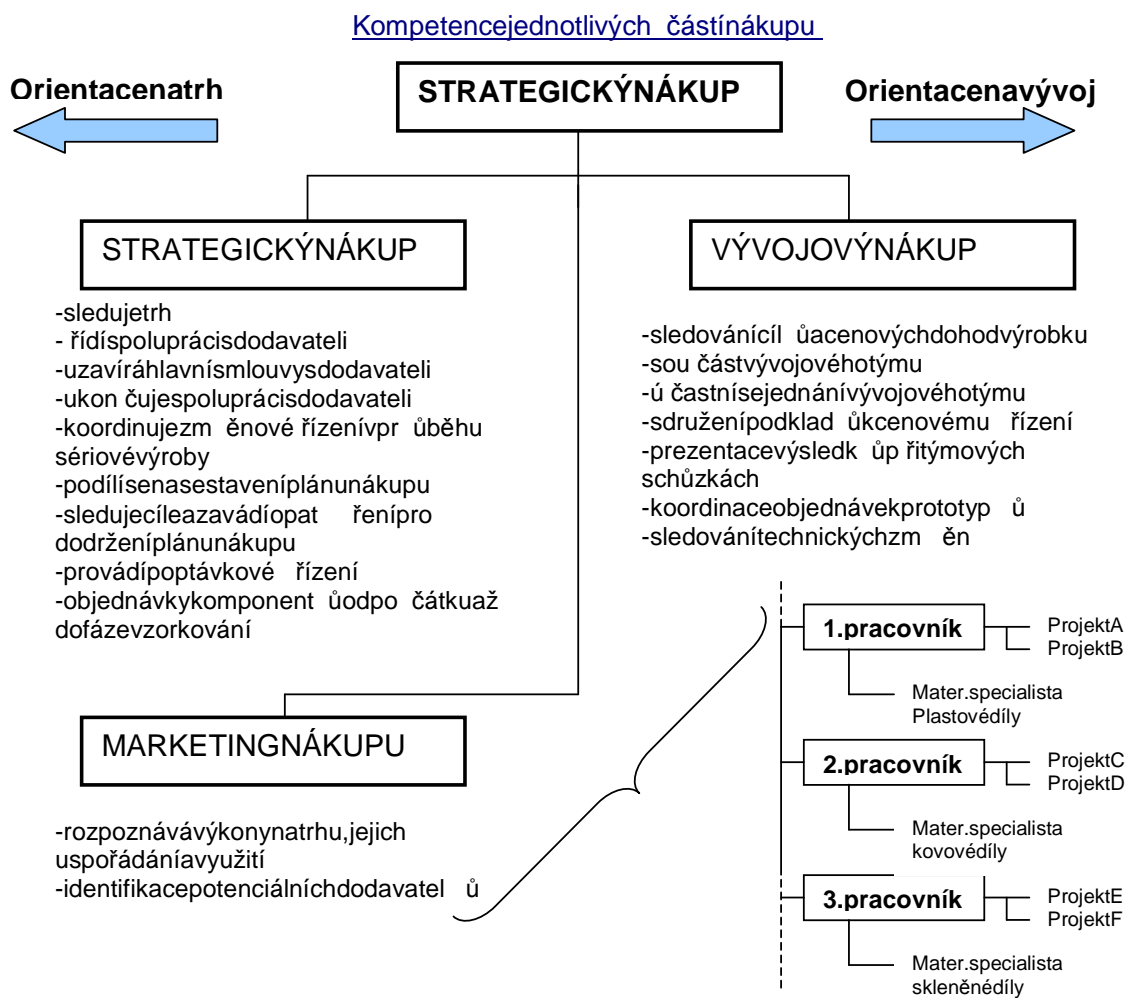 Kompetencejednotlivých částínákupu
Orientacenatrh
STRATEGICKÝNÁKUP
Orientacenavývoj
STRATEGICKÝNÁKUP
-sledujetrh
- řídíspoluprácisdodavateli
-uzavíráhlavnísmlouvysdodavateli
-ukon čujespoluprácisdodavateli
-koordinujezm ěnové řízenívpr ůběhu
sériovévýroby
-podílísenasestaveníplánunákupu
-sledujecíleazavádíopat řenípro
dodrženíplánunákupu
-provádípoptávkové řízení
-objednávkykomponent ůodpo čátkuaž
dofázevzorkování
VÝVOJOVÝNÁKUP
-sledovánícíl ůacenovýchdohodvýrobku
-sou částvývojovéhotýmu
-ú častnísejednánívývojovéhotýmu
-sdruženípodklad ůkcenovému řízení
-prezentacevýsledk ůp řitýmových
schůzkách
-koordinaceobjednávekprototyp ů
-sledovánítechnickýchzm ěn
MARKETINGNÁKUPU
-rozpoznávávýkonynatrhu,jejich
uspořádáníavyužití
-identifikacepotenciálníchdodavatel ů
1.pracovník
ProjektA
ProjektB
Mater.specialista
Plastovédíly
2.pracovník
ProjektC
ProjektD
Mater.specialista
kovovédíly
3.pracovník
ProjektE
ProjektF
Mater.specialista
skleněnédíly